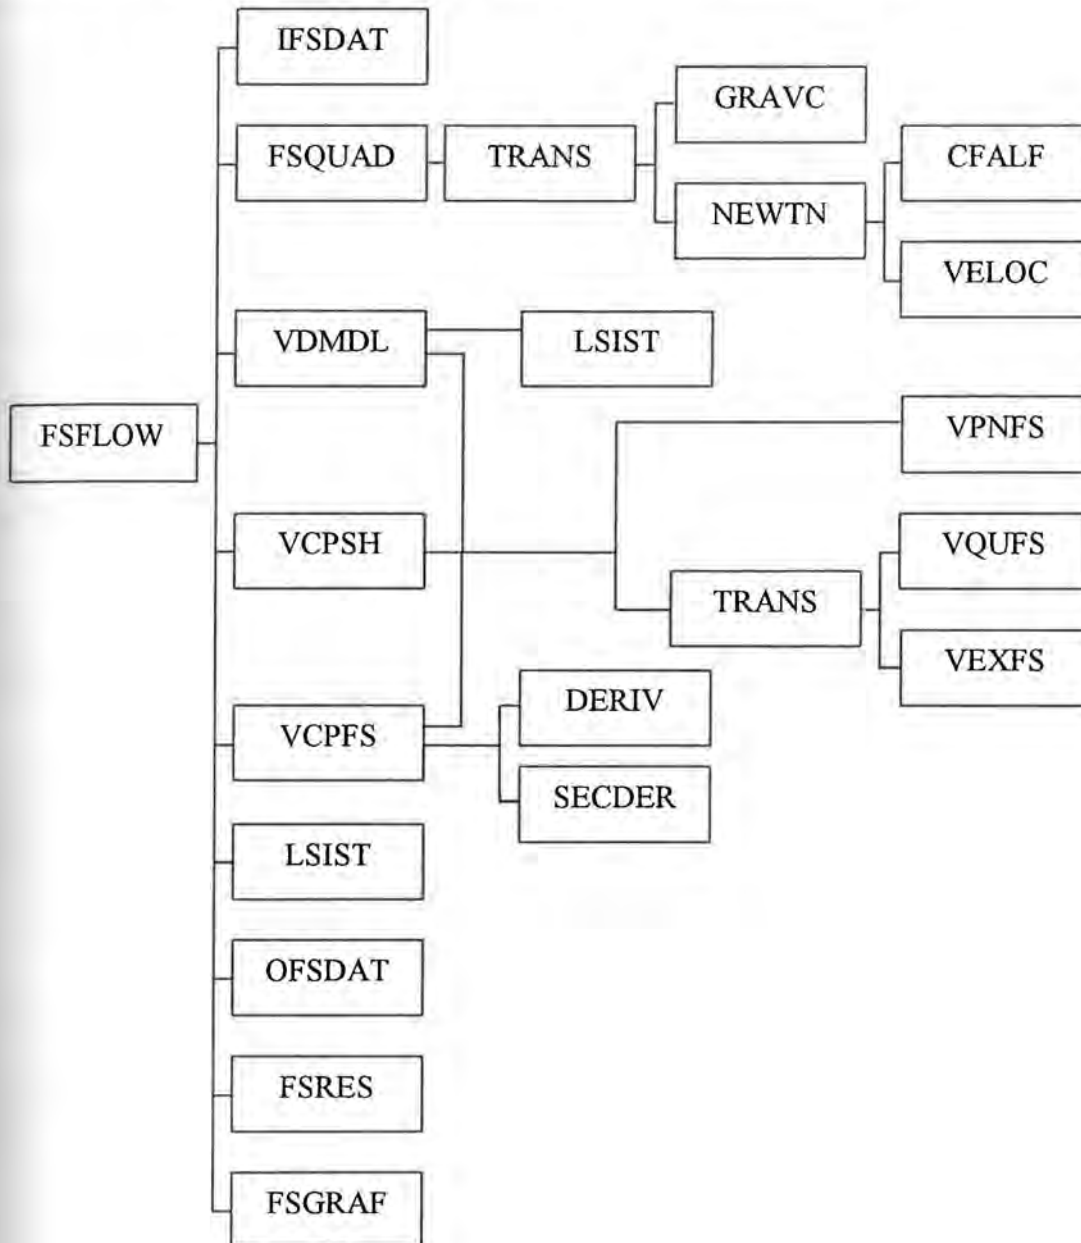 IFSDAT
GRAVC
FSQUAD
TRANS
CFALF
NEWTN
VELOC
VDMDL
LSIST
FSFLOW
VPNFS
VCPSH
VQUFS
TRANS
VEXFS
DERIV
VCPFS
SECDER
LSIST
OFSDAT
FSRES
FSGRAF